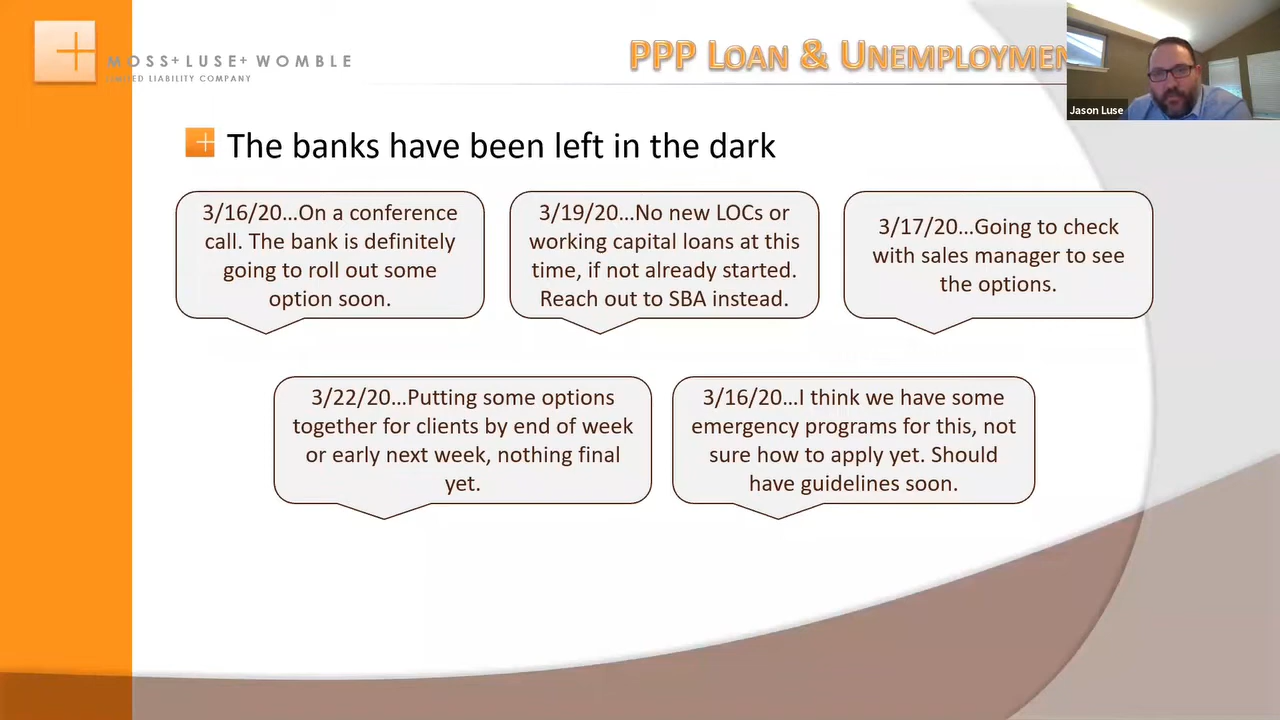 MOSS+LUSE+WOMBLE
LIMITED LIABILITY COMPANY
PPP LOAN & UNEMPLOYMEN
Jason Luse
The banks have been left in the dark
3/16/20...On a conference
call. The bank is definitely
going to roll out some
option soon.
3/19/20...No new LOCs or
working capital loans at this
time, if not already started.
Reach out to SBA instead.
3/17/20...Going to check
with sales manager to see
the options.
3/22/20...Putting some options
together for clients by end of week
or early next week, nothing final
yet.
3/16/20...I think we have some
emergency programs for this, not
sure how to apply yet. Should
have guidelines soon.